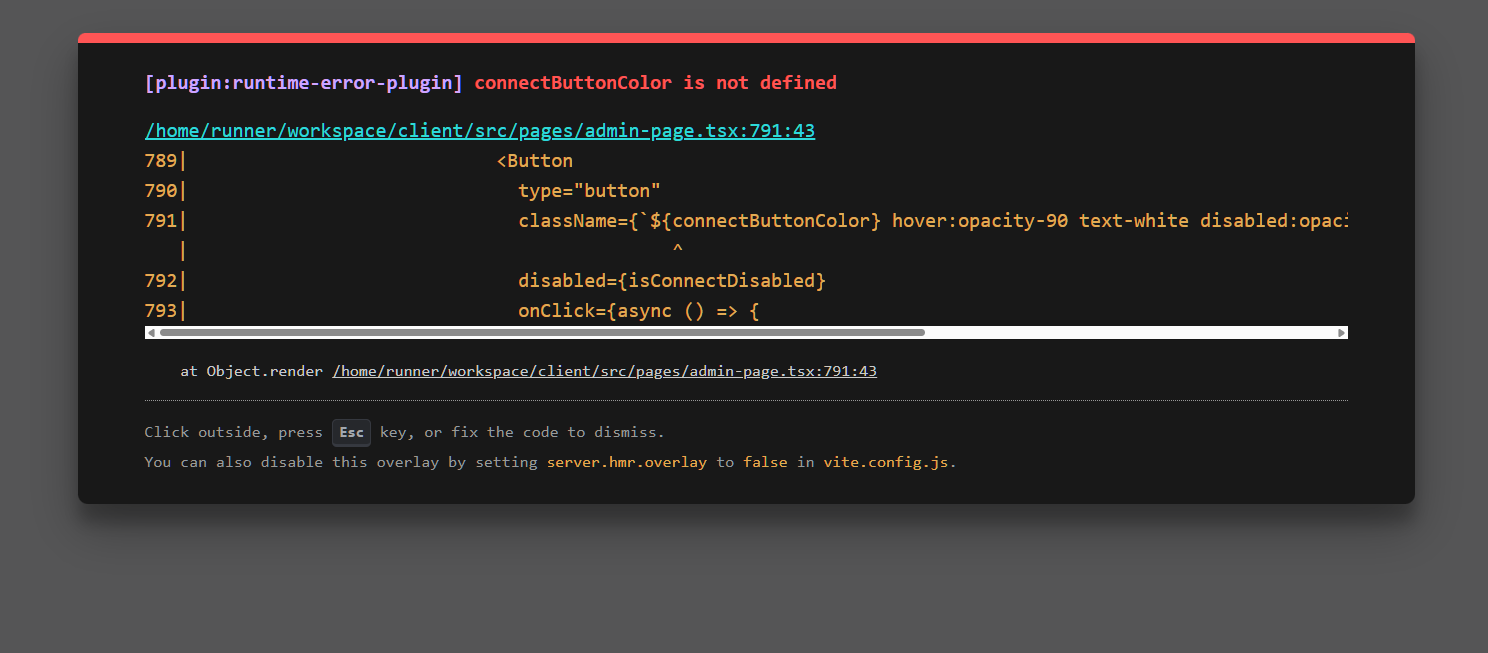 [plugin:runtime-error-plugin] connectButtonColor is not defined
/home/runner/workspace/client/src/pages/admin-page.tsx:791:43
789|                             <Button
790|                               type="button"
791|                               className={`${connectButtonColor} hover:opacity-90 text-white disabled:opaci
   |                                             ^
792|                               disabled={isConnectDisabled}
793|                               onClick={async () => {
at Object.render /home/runner/workspace/client/src/pages/admin-page.tsx:791:43
Click outside, press Esc key, or fix the code to dismiss.
You can also disable this overlay by setting server.hmr.overlay to false in vite.config.js.